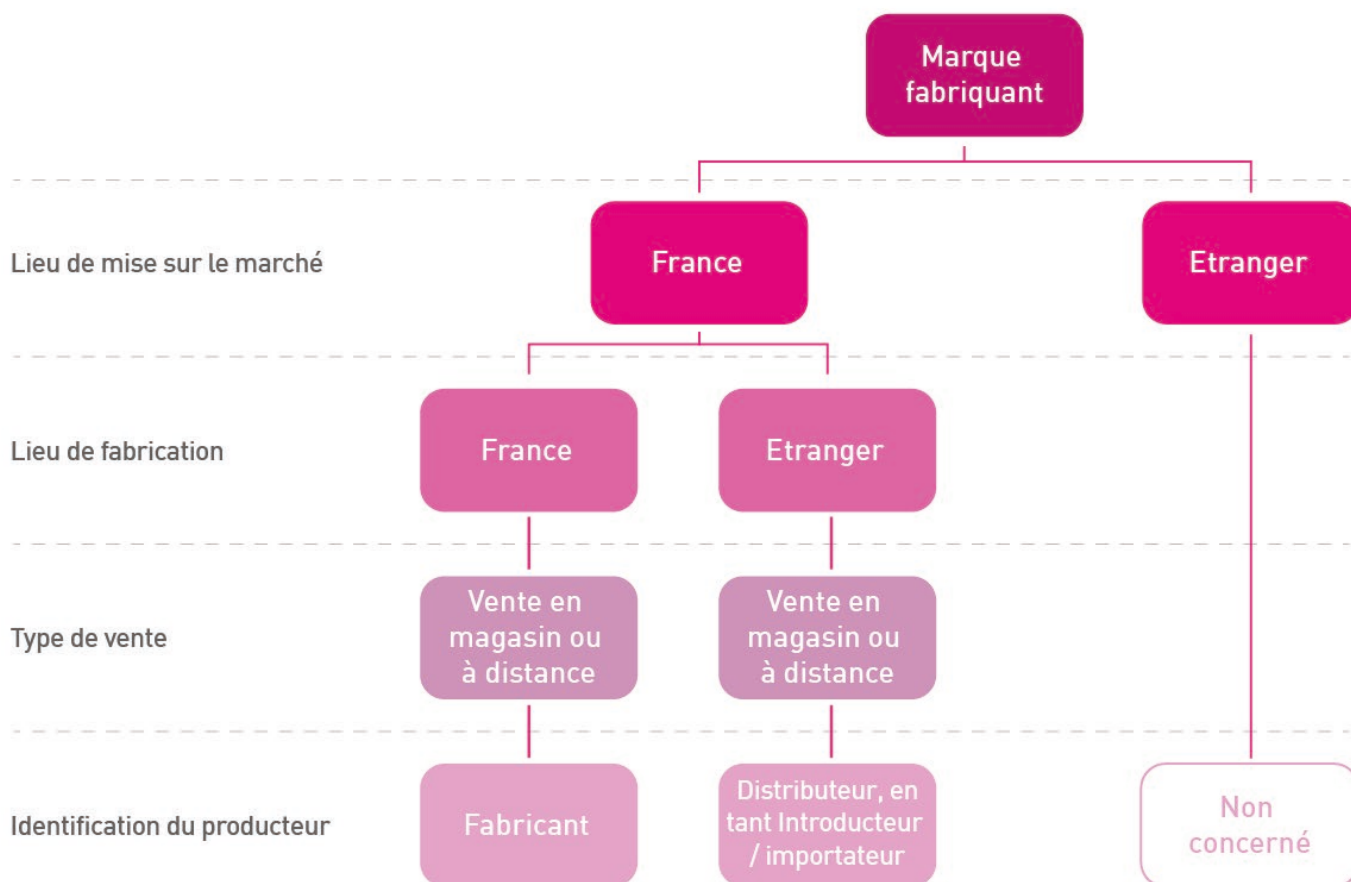 Marque
fabriquant
Lieu de mise sur le marché
France
Etranger
Lieu de fabrication
France
Etranger
Type de vente
Vente en
magasin ou
à distance
Vente en
magasin ou
à distance
Identification du producteur
Fabricant
Distributeur, en
tant Introducteur
/ importateur
Non
concerné